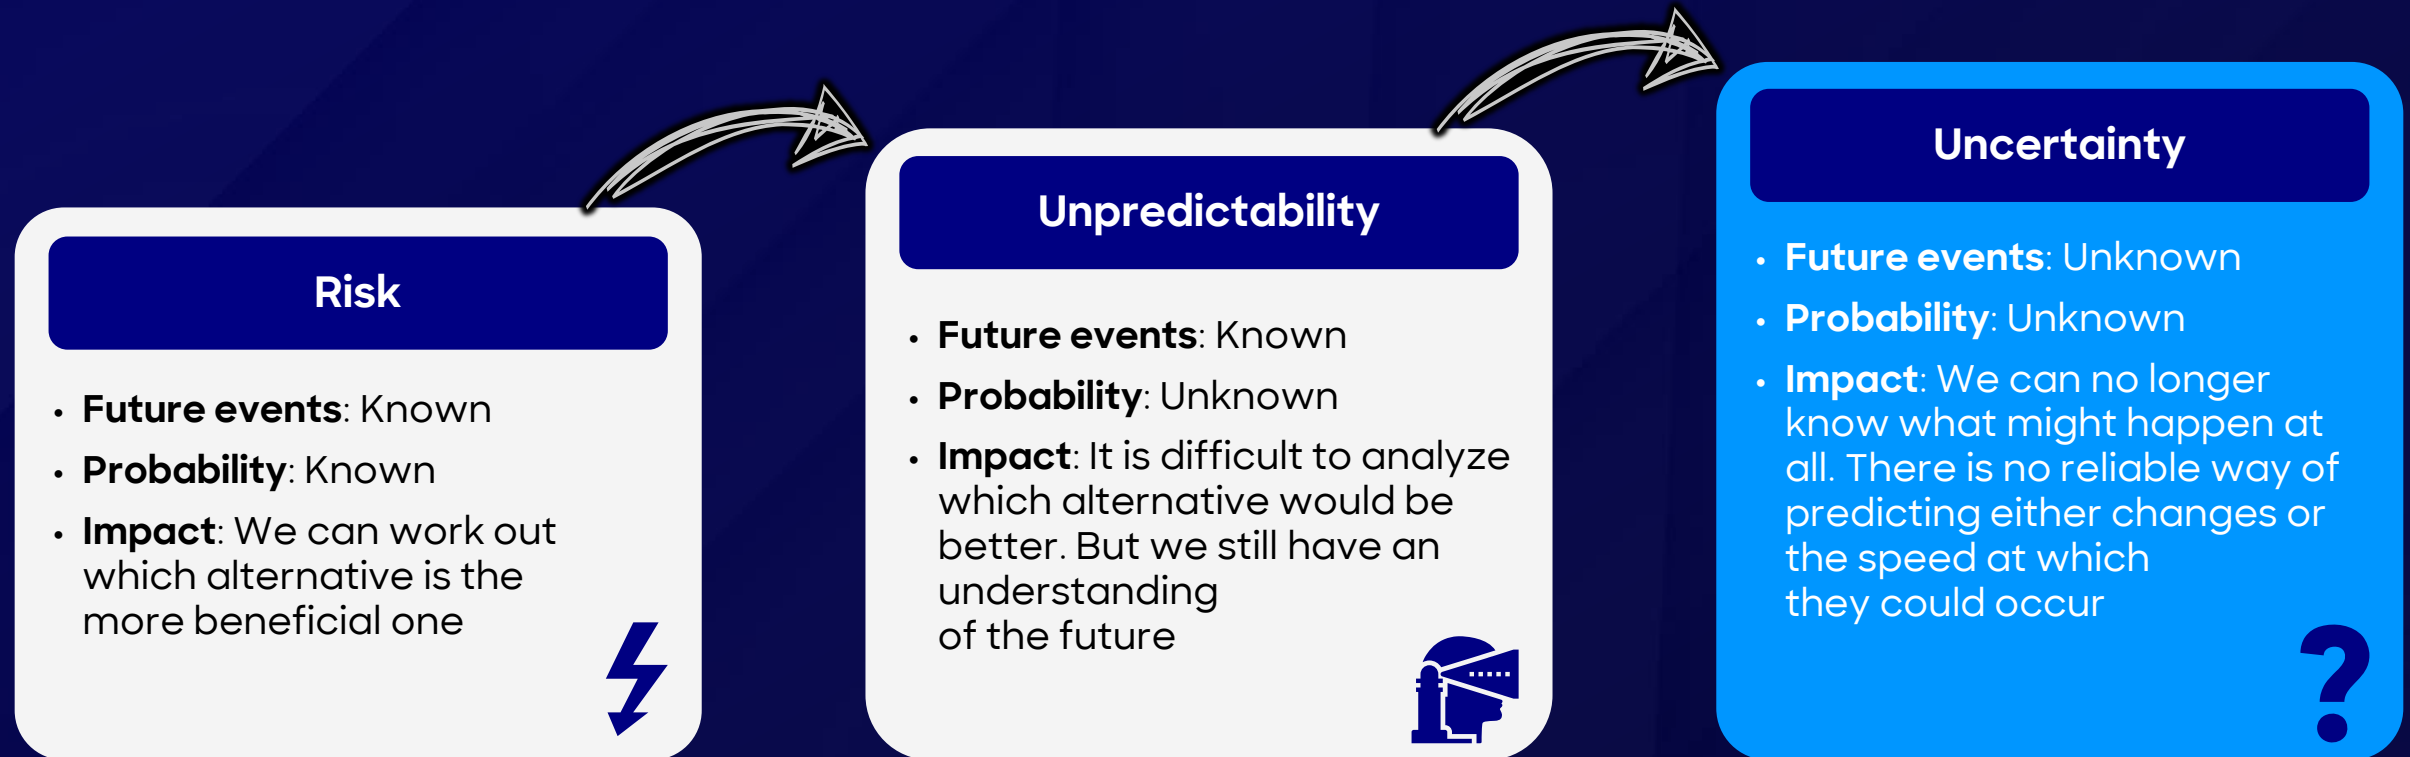 Risk
• Future events: Known
• Probability: Known
• Impact: We can work out
which alternative is the
more beneficial one
Unpredictability
• Future events: Known
• Probability: Unknown
• Impact: It is difficult to analyze
which alternative would be
better. But we still have an
understanding
of the future
Uncertainty
• Future events: Unknown
• Probability: Unknown
• Impact: We can no longer
know what might happen at
all. There is no reliable way of
predicting either changes or
the speed at which
they could occur
?